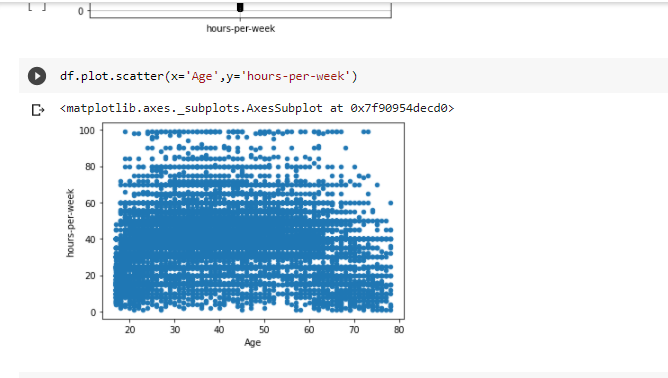 [ ]
0
hours-per-week
df.plot.scatter(x='Age',y='hours-per-week')
<matplotlib.axes._subplots.AxesSubplot at 0x7f90954decd0>
100
80
60
40
20
0
hours-per-week
20 30 40 50 60 70 80
Age